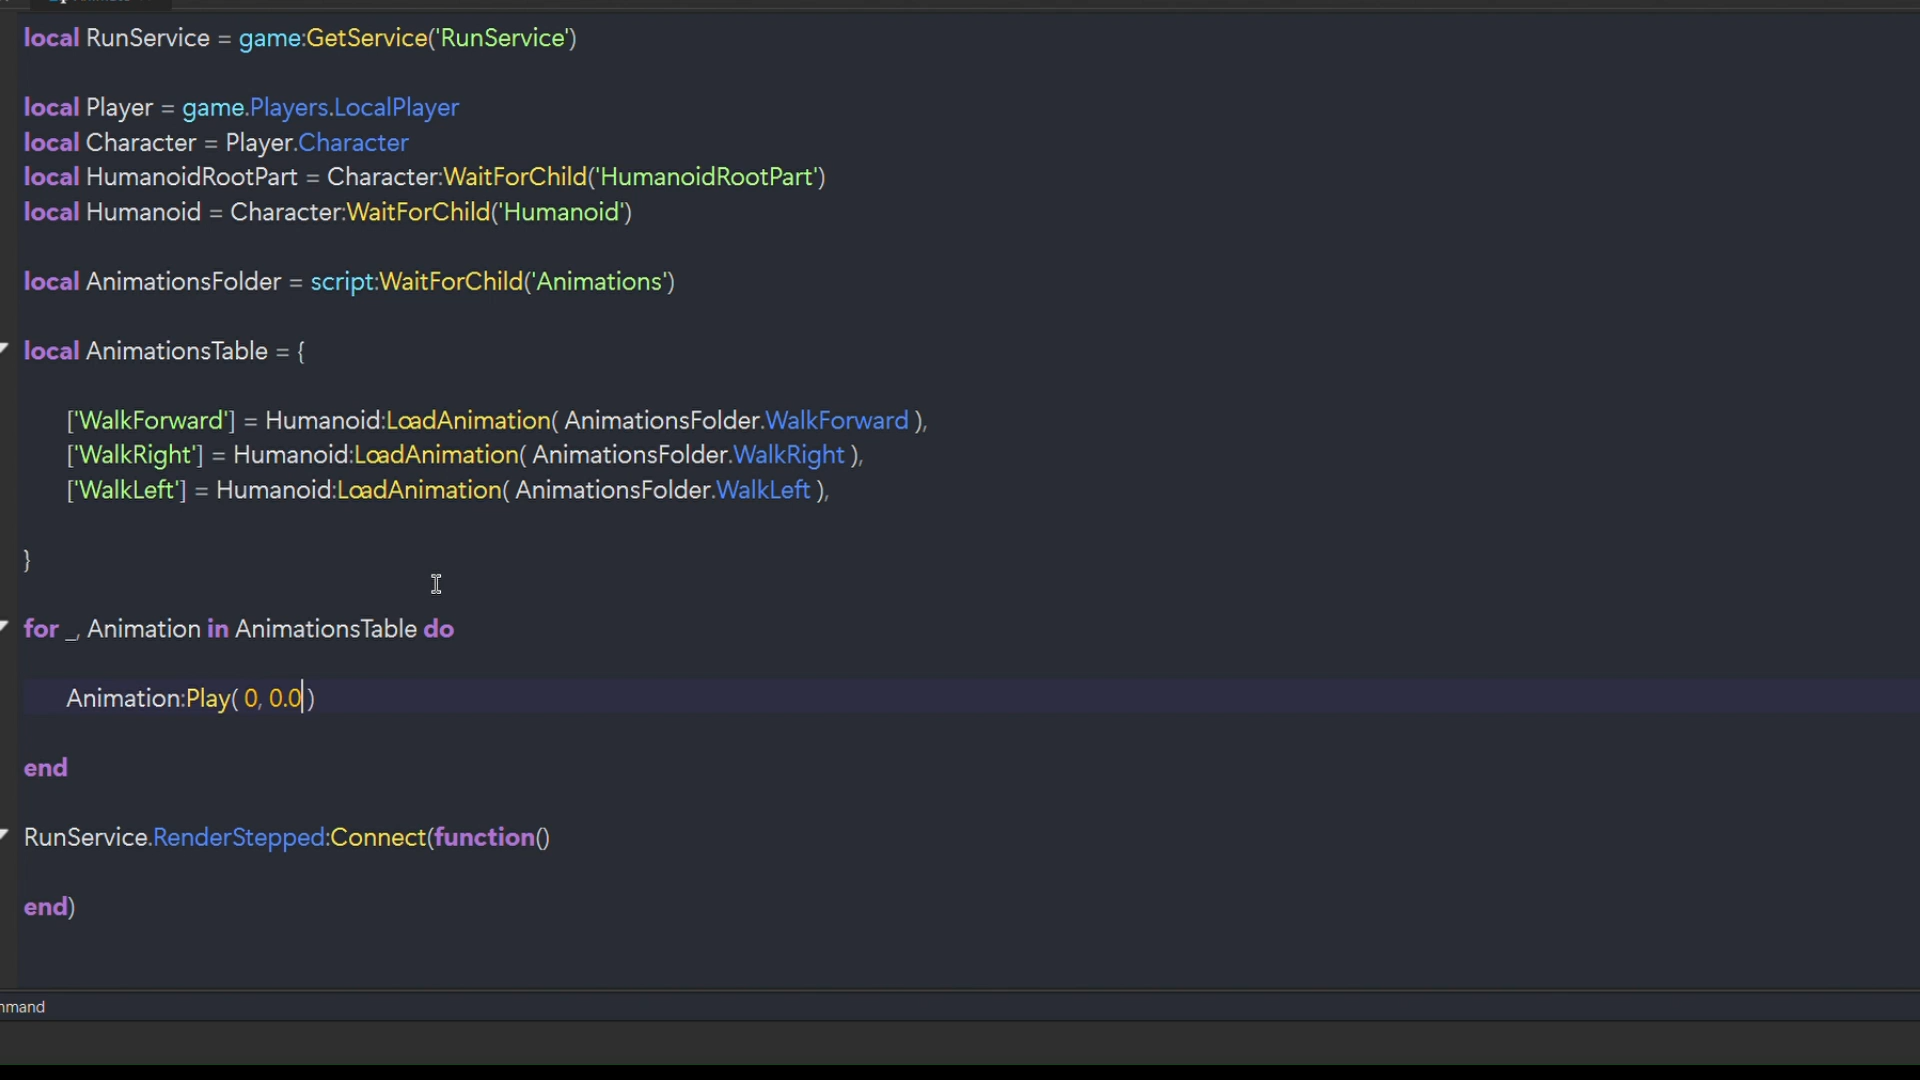 local RunService = game:GetService('RunService')
local Player = game.Players.LocalPlayer
local Character = Player.Character
local HumanoidRootPart = Character:WaitForChild('HumanoidRootPart')
local Humanoid = Character:WaitForChild('Humanoid')
local AnimationsFolder = script:WaitForChild('Animations')
local AnimationsTable = {
['WalkForward'] = Humanoid:LoadAnimation( AnimationsFolder.WalkForward ),
['WalkRight'] = Humanoid:LoadAnimation( AnimationsFolder.WalkRight ),
['WalkLeft'] = Humanoid:LoadAnimation( AnimationsFolder.WalkLeft ),
}
for _, Animation in AnimationsTable do
Animation:Play( 0, 0.0 )
end
RunService.RenderStepped:Connect(function()
end)
mmand